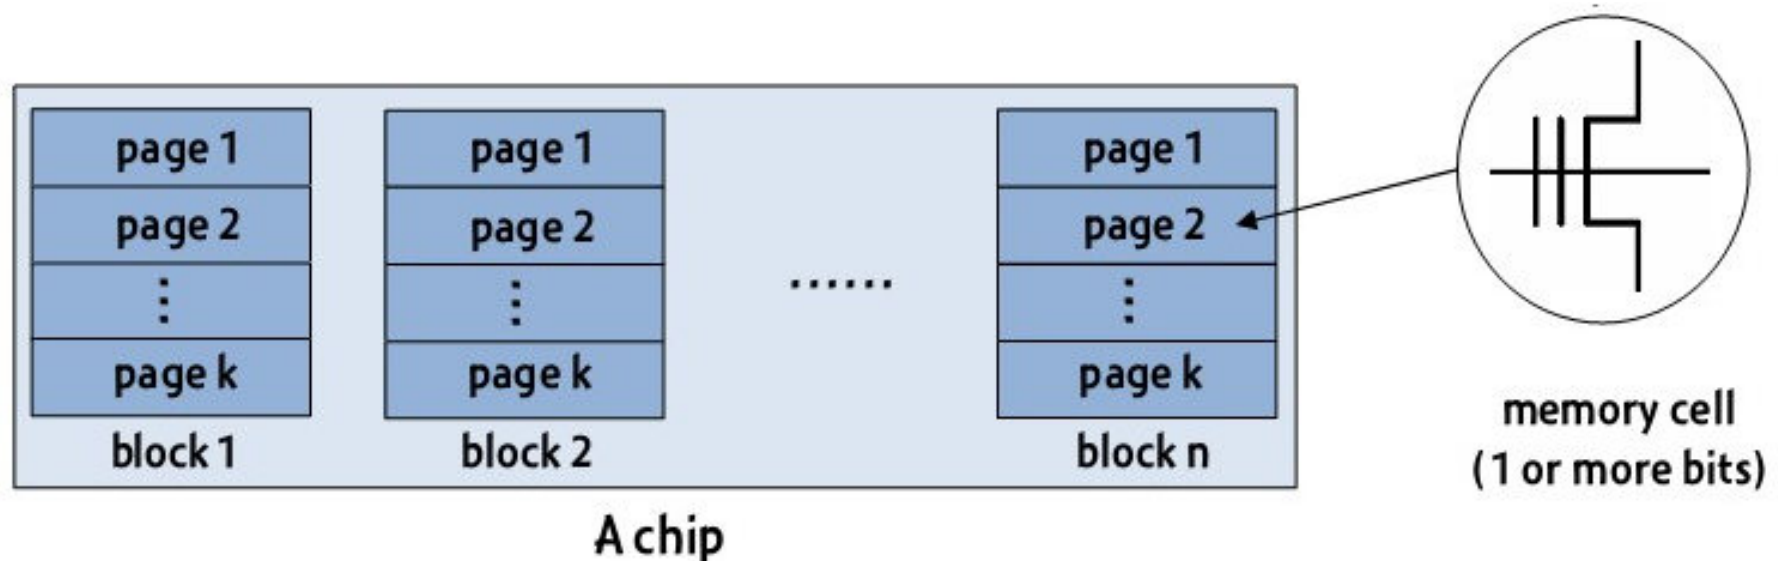 page 1
page 2
⋮
page k
block 1
page 1
page 2
⋮
page k
block 2
......
page 1
page 2
⋮
page k
block n
memory cell
(1 or more bits)
A chip